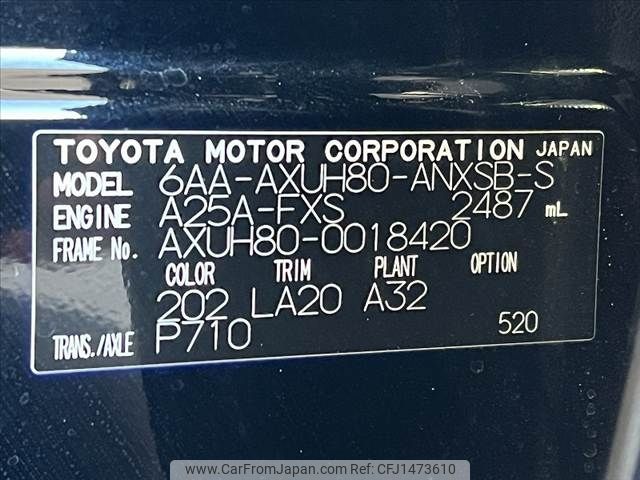 TOYOTA MOTOR CORPORATION JAPAN
MODEL 6AA-AXUH80-ANXSB-S
ENGINE A25A-FXS 2487 mL
FRAME No. AXUH80-0018420
COLOR TRIM PLANT OPTION
202 LA20 A32
TRANS./AXLE P710 520
www.CarFromJapan.com CFJ1473610